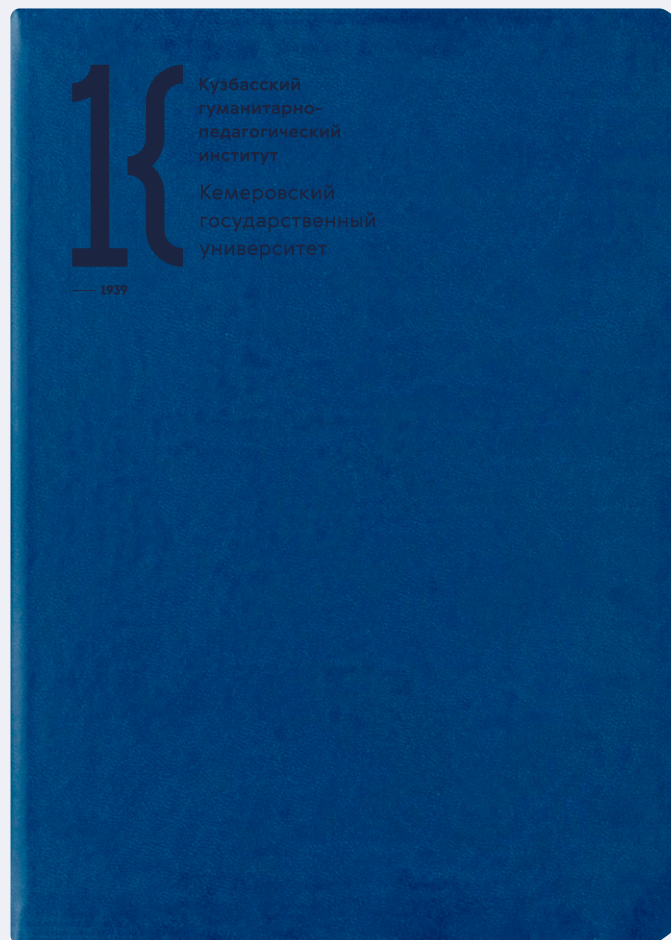 Кузбасский
гуманитарно-
педагогический
институт
Кемеровский
государственный
университет
1939